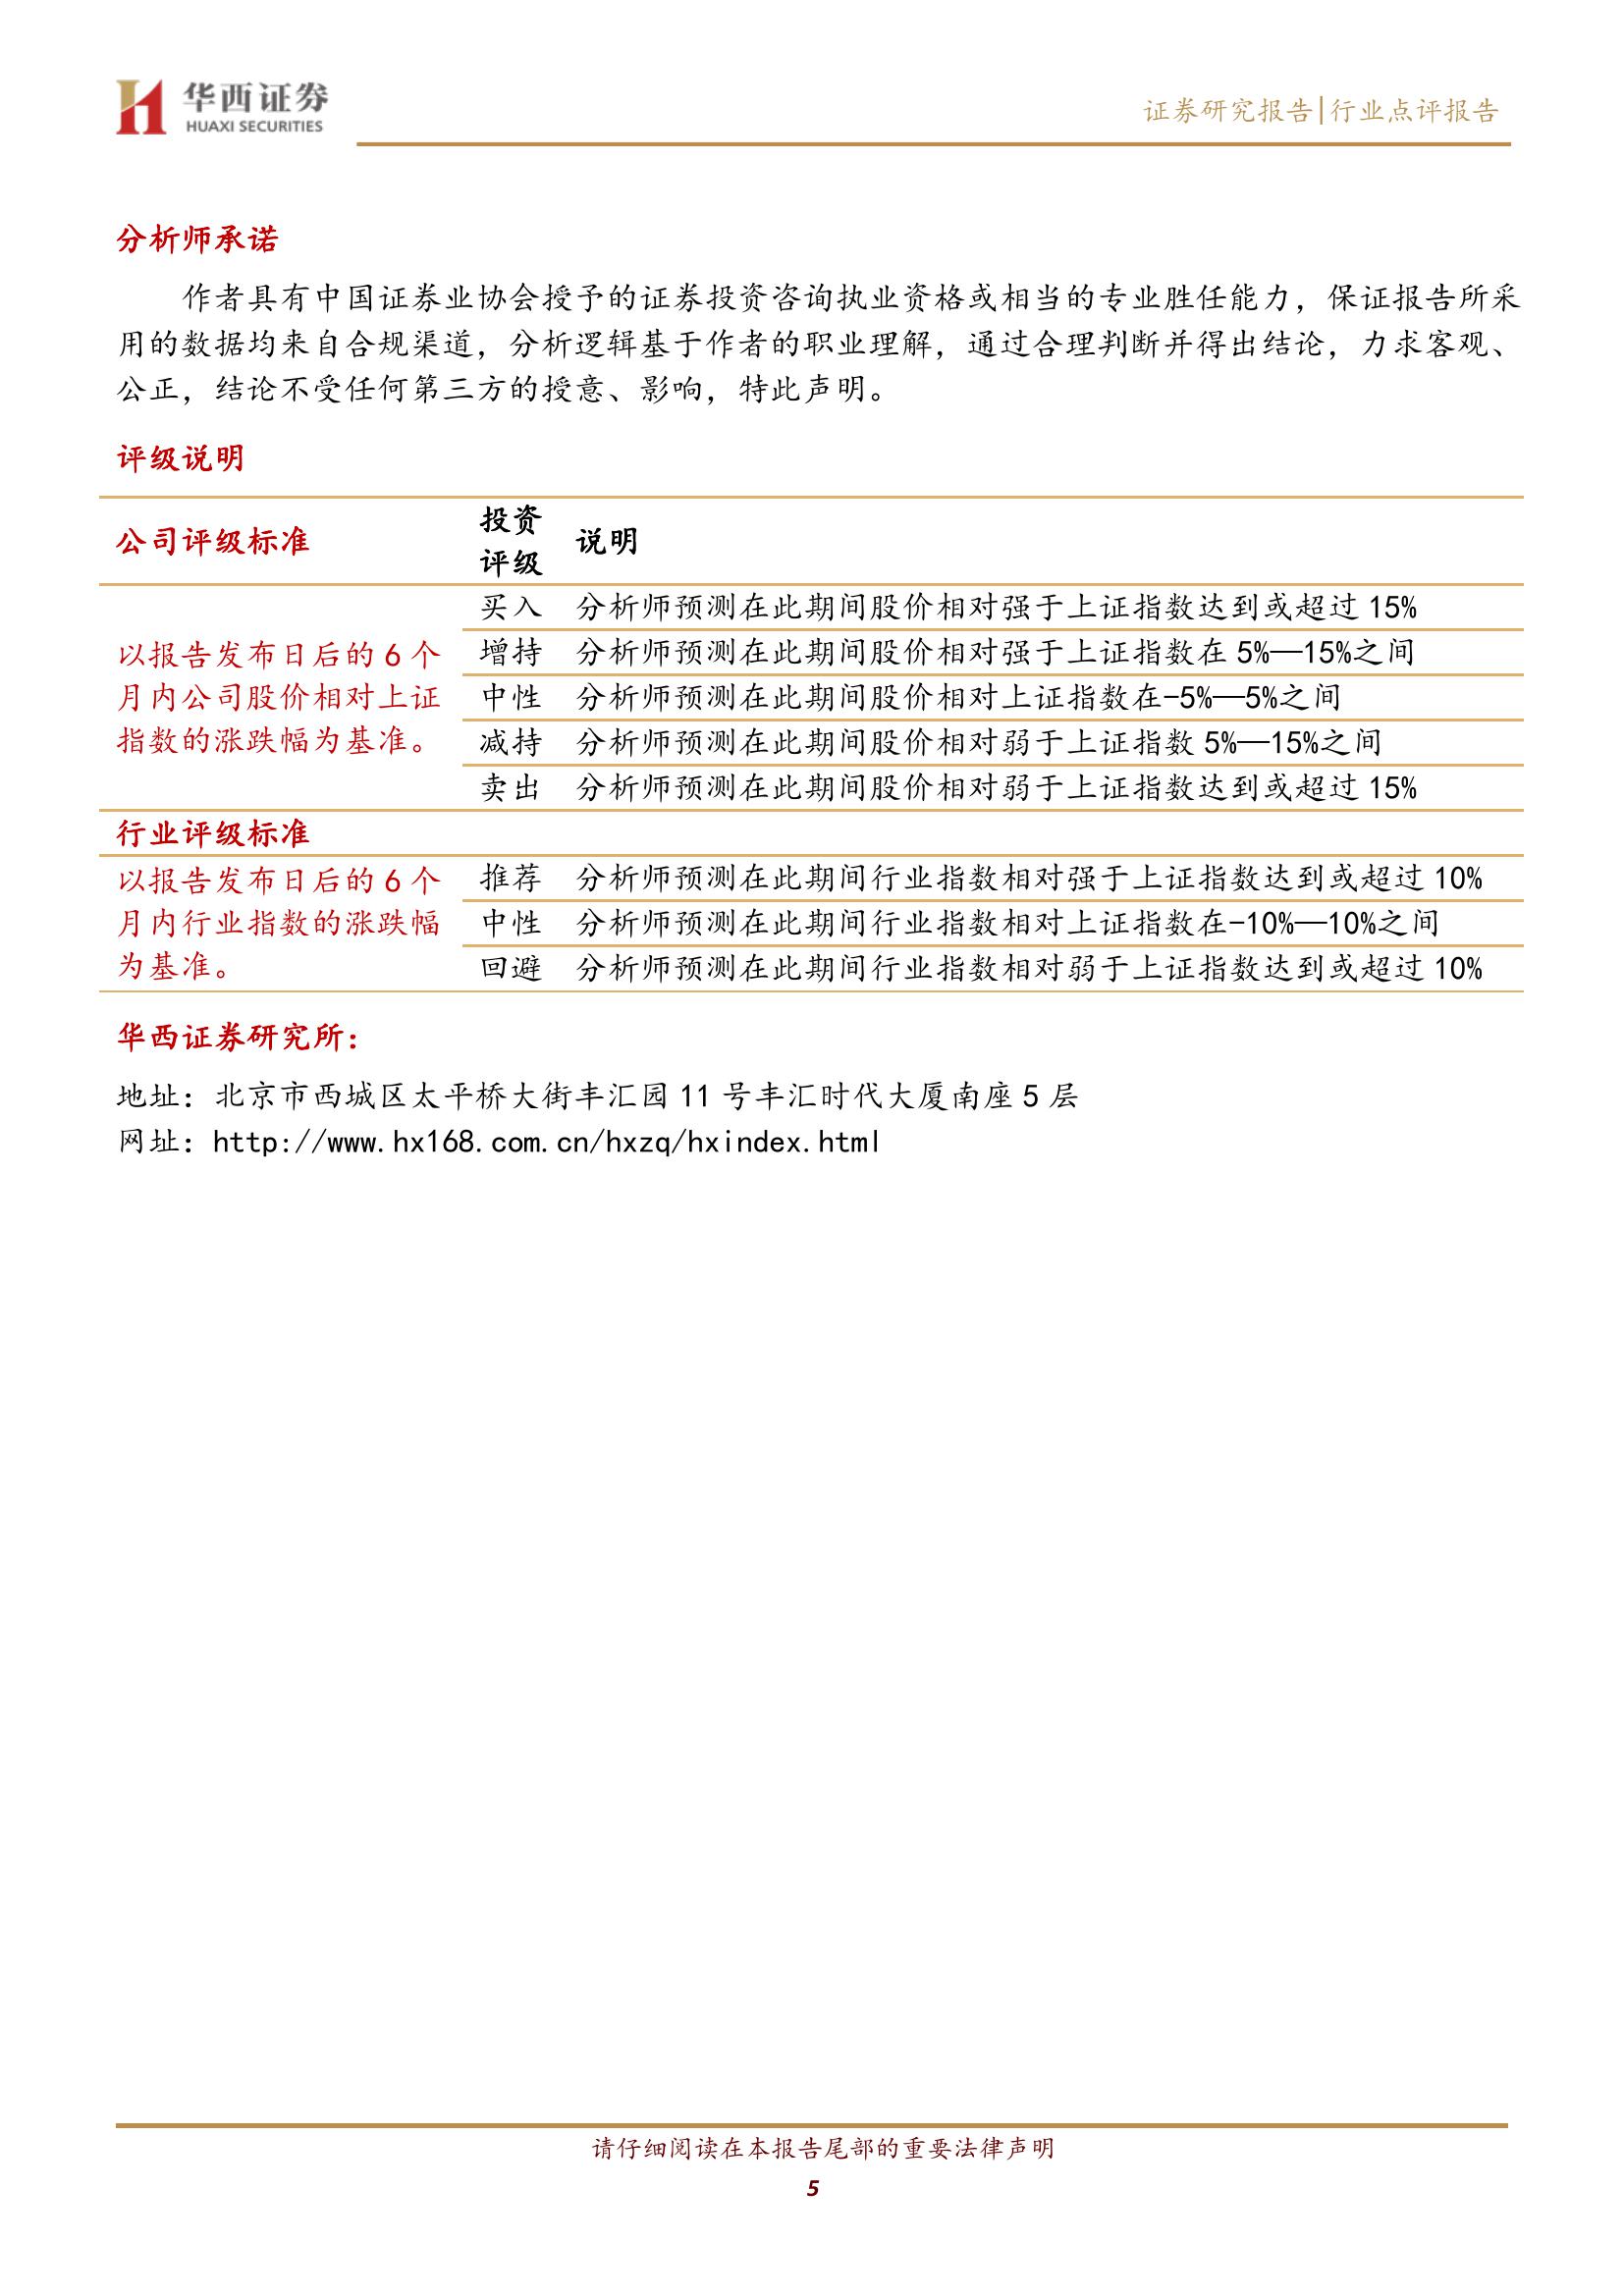 华西证券
HUAXI SECURITIES
证券研究报告|行业点评报告
分析师承诺
作者具有中国证券业协会授予的证券投资咨询执业资格或相当的专业胜任能力，保证报告所采
用的数据均来自合规渠道，分析逻辑基于作者的职业理解，通过合理判断并得出结论，力求客观、
公正，结论不受任何第三方的授意、影响，特此声明。
评级说明
公司评级标准
投资
评级
说明
以报告发布日后的 6 个
月内公司股价相对上证
指数的涨跌幅为基准。
买入 分析师预测在此期间股价相对强于上证指数达到或超过 15%
增持 分析师预测在此期间股价相对强于上证指数在 5%—15%之间
中性 分析师预测在此期间股价相对上证指数在-5%—5%之间
减持 分析师预测在此期间股价相对弱于上证指数 5%—15%之间
卖出 分析师预测在此期间股价相对弱于上证指数达到或超过 15%
行业评级标准
以报告发布日后的 6 个
月内行业指数的涨跌幅
为基准。
推荐 分析师预测在此期间行业指数相对强于上证指数达到或超过 10%
中性 分析师预测在此期间行业指数相对上证指数在-10%—10%之间
回避 分析师预测在此期间行业指数相对弱于上证指数达到或超过 10%
华西证券研究所：
地址：北京市西城区太平桥大街丰汇园 11 号丰汇时代大厦南座 5 层
网址：http://www.hx168.com.cn/hxzq/hxindex.html
请仔细阅读在本报告尾部的重要法律声明
5